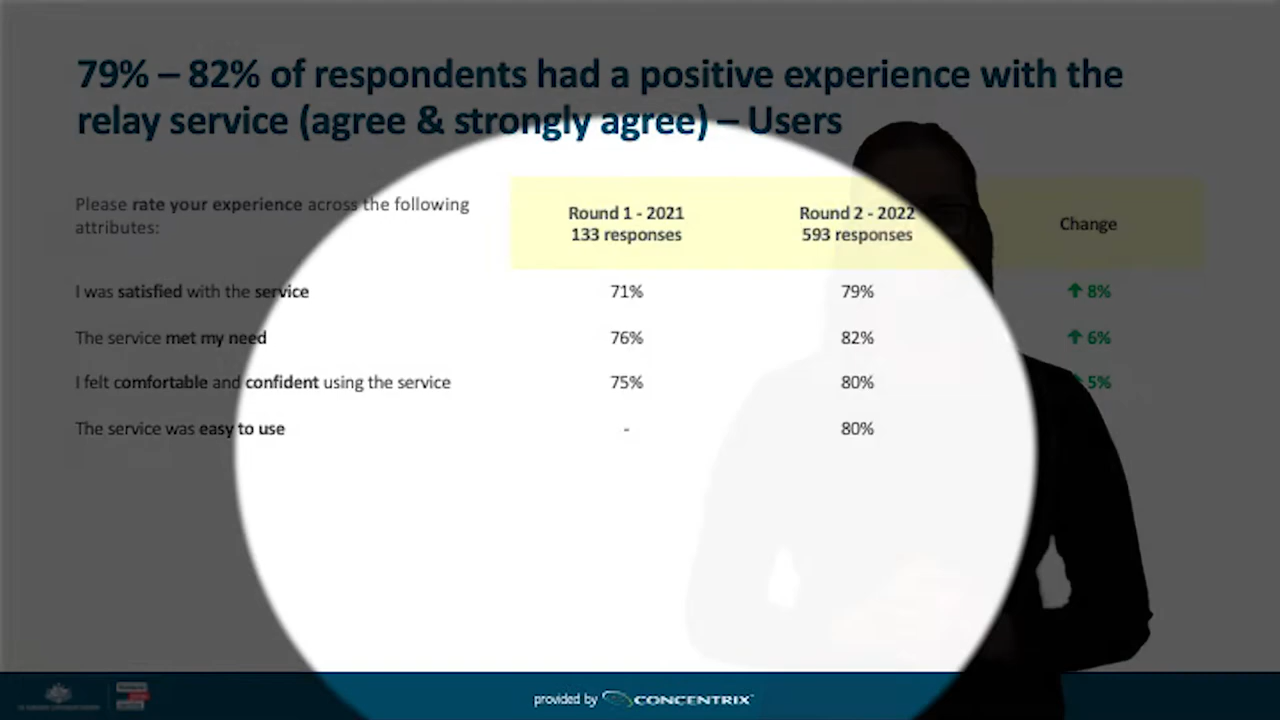 79% – 82% of respondents had a positive experience with the
relay service (agree & strongly agree) – Users
Please rate your experience across the following
attributes:
Round 1 - 2021
133 responses
Round 2 - 2022
593 responses
Change
I was satisfied with the service
71%
79%
8%
The service met my need
76%
82%
6%
I felt comfortable and confident using the service
75%
80%
5%
The service was easy to use
-
80%
provided by CONCENTRIX